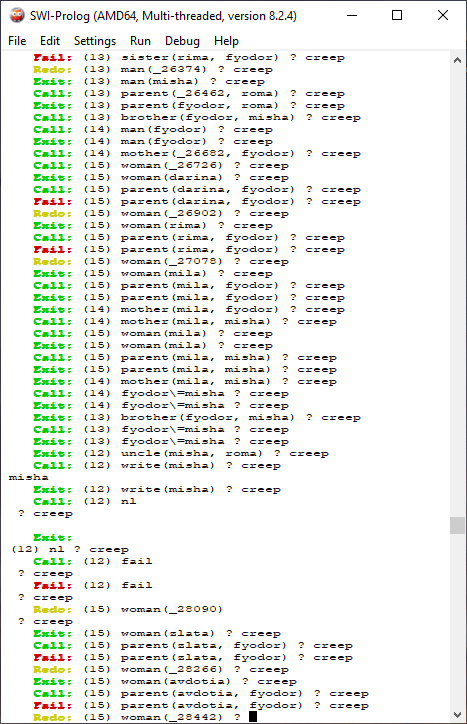 SWI-Prolog (AMD64, Multi-threaded, version 8.2.4)
File Edit Settings Run Debug Help
Fail: (13) sister(rima, fyodor) ? creep
Redo: (13) man(_26374) ? creep
Exit: (13) man(misha) ? creep
Call: (13) parent(_26462, roma) ? creep
Exit: (13) parent(fyodor, roma) ? creep
Call: (13) brother(fyodor, misha) ? creep
Call: (14) man(fyodor) ? creep
Exit: (14) man(fyodor) ? creep
Call: (14) mother(_26682, fyodor) ? creep
Call: (15) woman(_26726) ? creep
Exit: (15) woman(darina) ? creep
Call: (15) parent(darina, fyodor) ? creep
Fail: (15) parent(darina, fyodor) ? creep
Redo: (15) woman(_26902) ? creep
Exit: (15) woman(rima) ? creep
Call: (15) parent(rima, fyodor) ? creep
Fail: (15) parent(rima, fyodor) ? creep
Redo: (15) woman(_27078) ? creep
Exit: (15) woman(mila) ? creep
Call: (15) parent(mila, fyodor) ? creep
Exit: (15) parent(mila, fyodor) ? creep
Exit: (14) mother(mila, fyodor) ? creep
Call: (14) mother(mila, misha) ? creep
Call: (15) woman(mila) ? creep
Exit: (15) woman(mila) ? creep
Call: (15) parent(mila, misha) ? creep
Exit: (15) parent(mila, misha) ? creep
Exit: (14) mother(mila, misha) ? creep
Call: (14) fyodor\=misha ? creep
Exit: (14) fyodor\=misha ? creep
Exit: (13) brother(fyodor, misha) ? creep
Call: (13) fyodor\=misha ? creep
Exit: (13) fyodor\=misha ? creep
Exit: (12) uncle(misha, roma) ? creep
Call: (12) write(misha) ? creep
misha
Exit: (12) write(misha) ? creep
Call: (12) nl
? creep
Exit:
(12) nl ? creep
Call: (12) fail
? creep
Fail: (12) fail
? creep
Redo: (15) woman(_28090)
? creep
Exit: (15) woman(zlata) ? creep
Call: (15) parent(zlata, fyodor) ? creep
Fail: (15) parent(zlata, fyodor) ? creep
Redo: (15) woman(_28266) ? creep
Exit: (15) woman(avdotia) ? creep
Call: (15) parent(avdotia, fyodor) ? creep
Fail: (15) parent(avdotia, fyodor) ? creep
Redo: (15) woman(_28442) ?